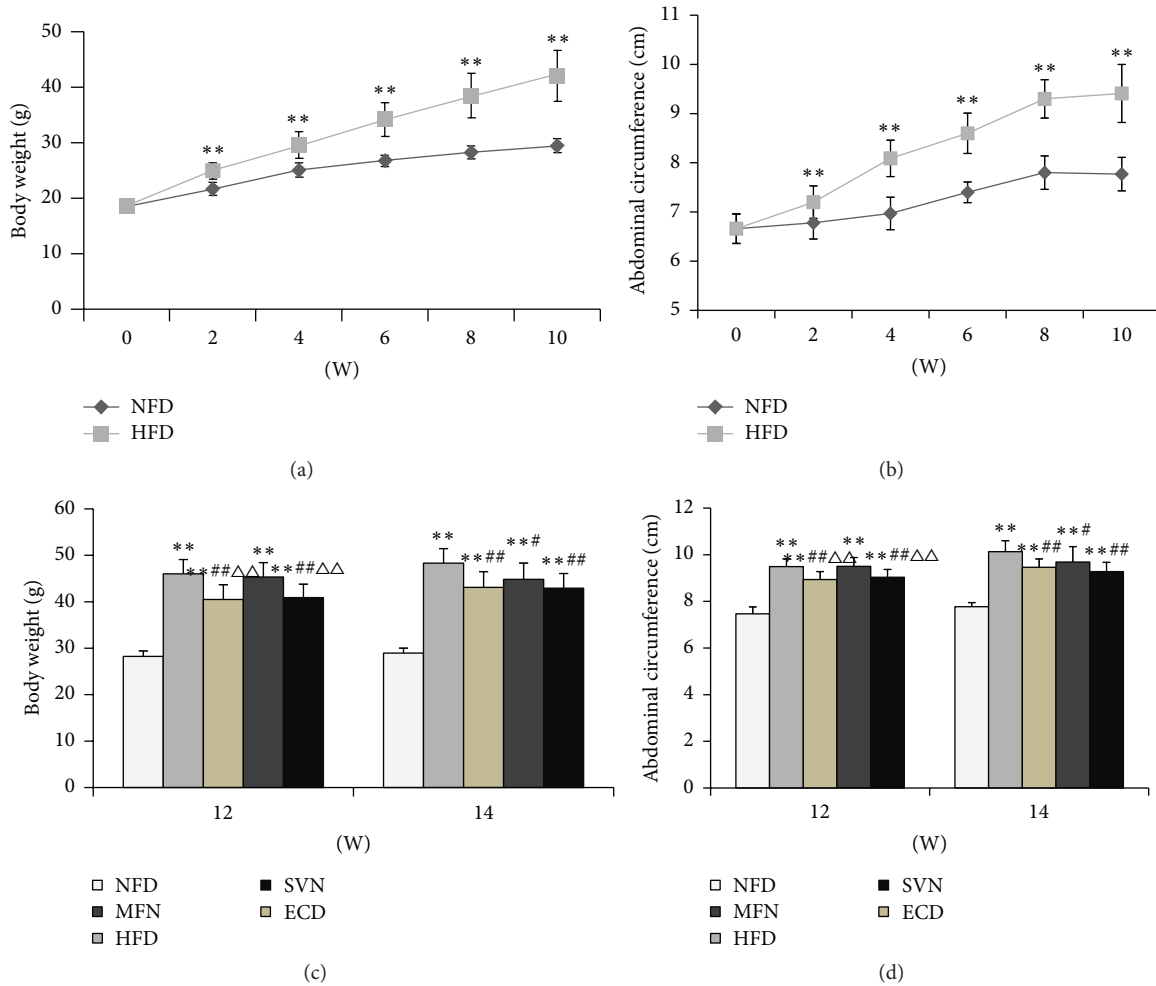 50
40
30
20
10
0
Body weight (g)
** ** ** ** **
0 2 4 6 8 10
(W)
NFD
HFD
(a)
11
10
9
8
7
6
5
Abdominal circumference (cm)
** ** ** ** **
0 2 4 6 8 10
(W)
NFD
HFD
(b)
60
50
40
30
20
10
0
Body weight (g)
** **##△△ ** **##△△
** **## **# **##
12 14
(W)
NFD SVN
MFN ECD
HFD
(c)
12
10
8
6
4
2
0
Abdominal circumference (cm)
** **##△△ ** **##△△
** **## **# **##
12 14
(W)
NFD SVN
MFN ECD
HFD
(d)